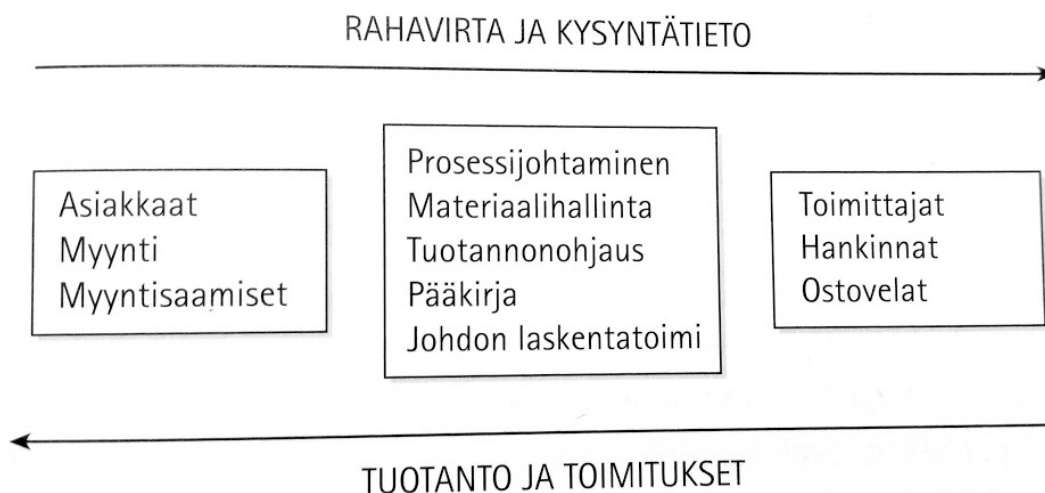 RAHAVIRTA JA KYSYNTÄTIETO
Asiakkaat
Myynti
Myyntisaamiset
Prosessijohtaminen
Materiaalihallinta
Tuotannonohjaus
Pääkirja
Johdon laskentatoimi
Toimittajat
Hankinnat
Ostovelat
TUOTANTO JA TOIMITUKSET